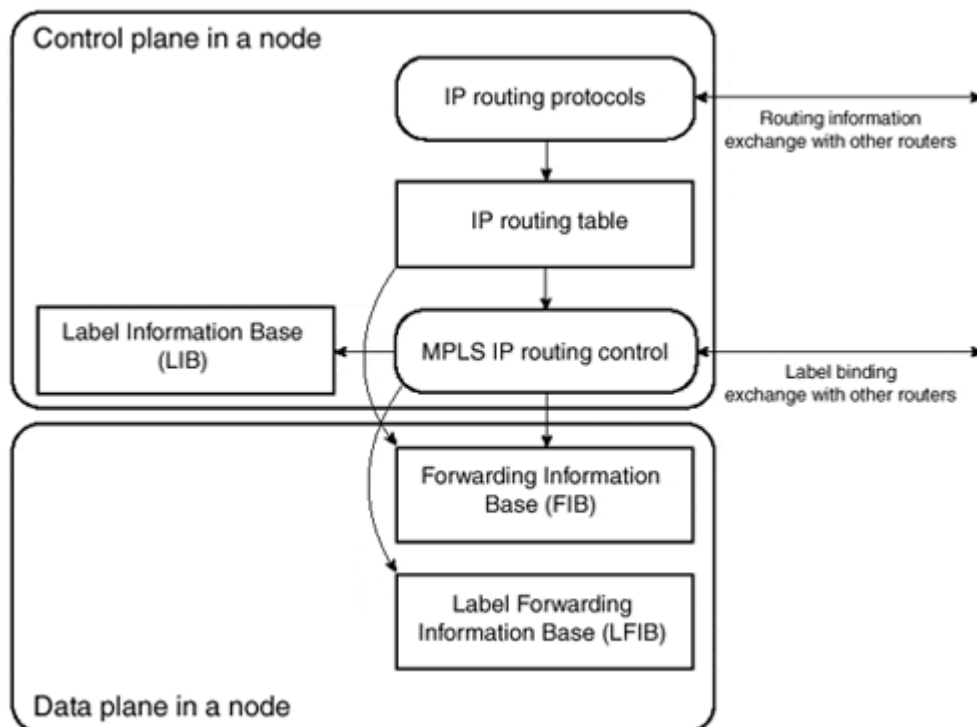 Control plane in a node
IP routing protocols
Routing information
exchange with other routers
IP routing table
Label Information Base
(LIB)
MPLS IP routing control
Label binding
exchange with other routers
Forwarding Information
Base (FIB)
Label Forwarding
Information Base (LFIB)
Data plane in a node